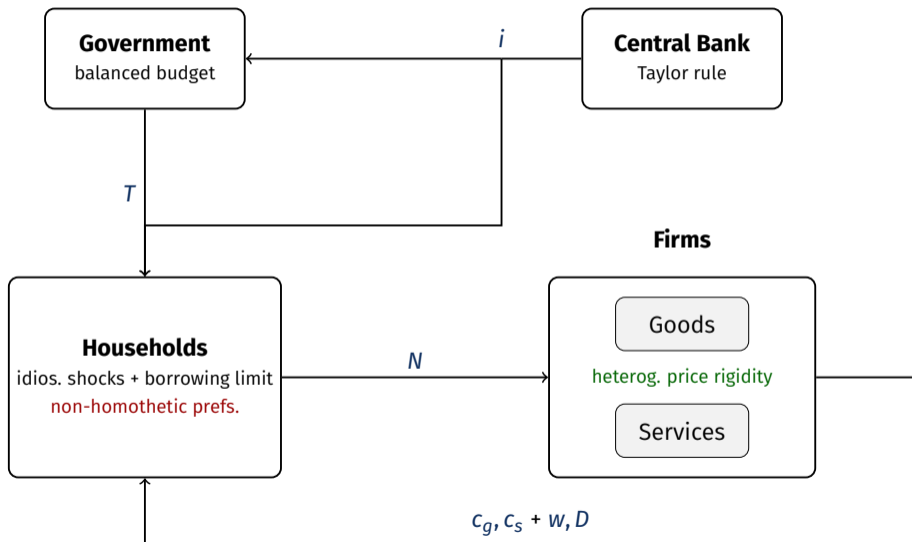 Government
balanced budget
i
Central Bank
Taylor rule
T
Firms
Households
idios. shocks + borrowing limit
non-homothetic prefs.
N
Goods
heterog. price rigidity
Services
c_g, c_s + w, D